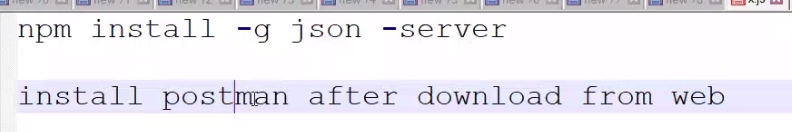 npm install -g json -server
install postman after download from web